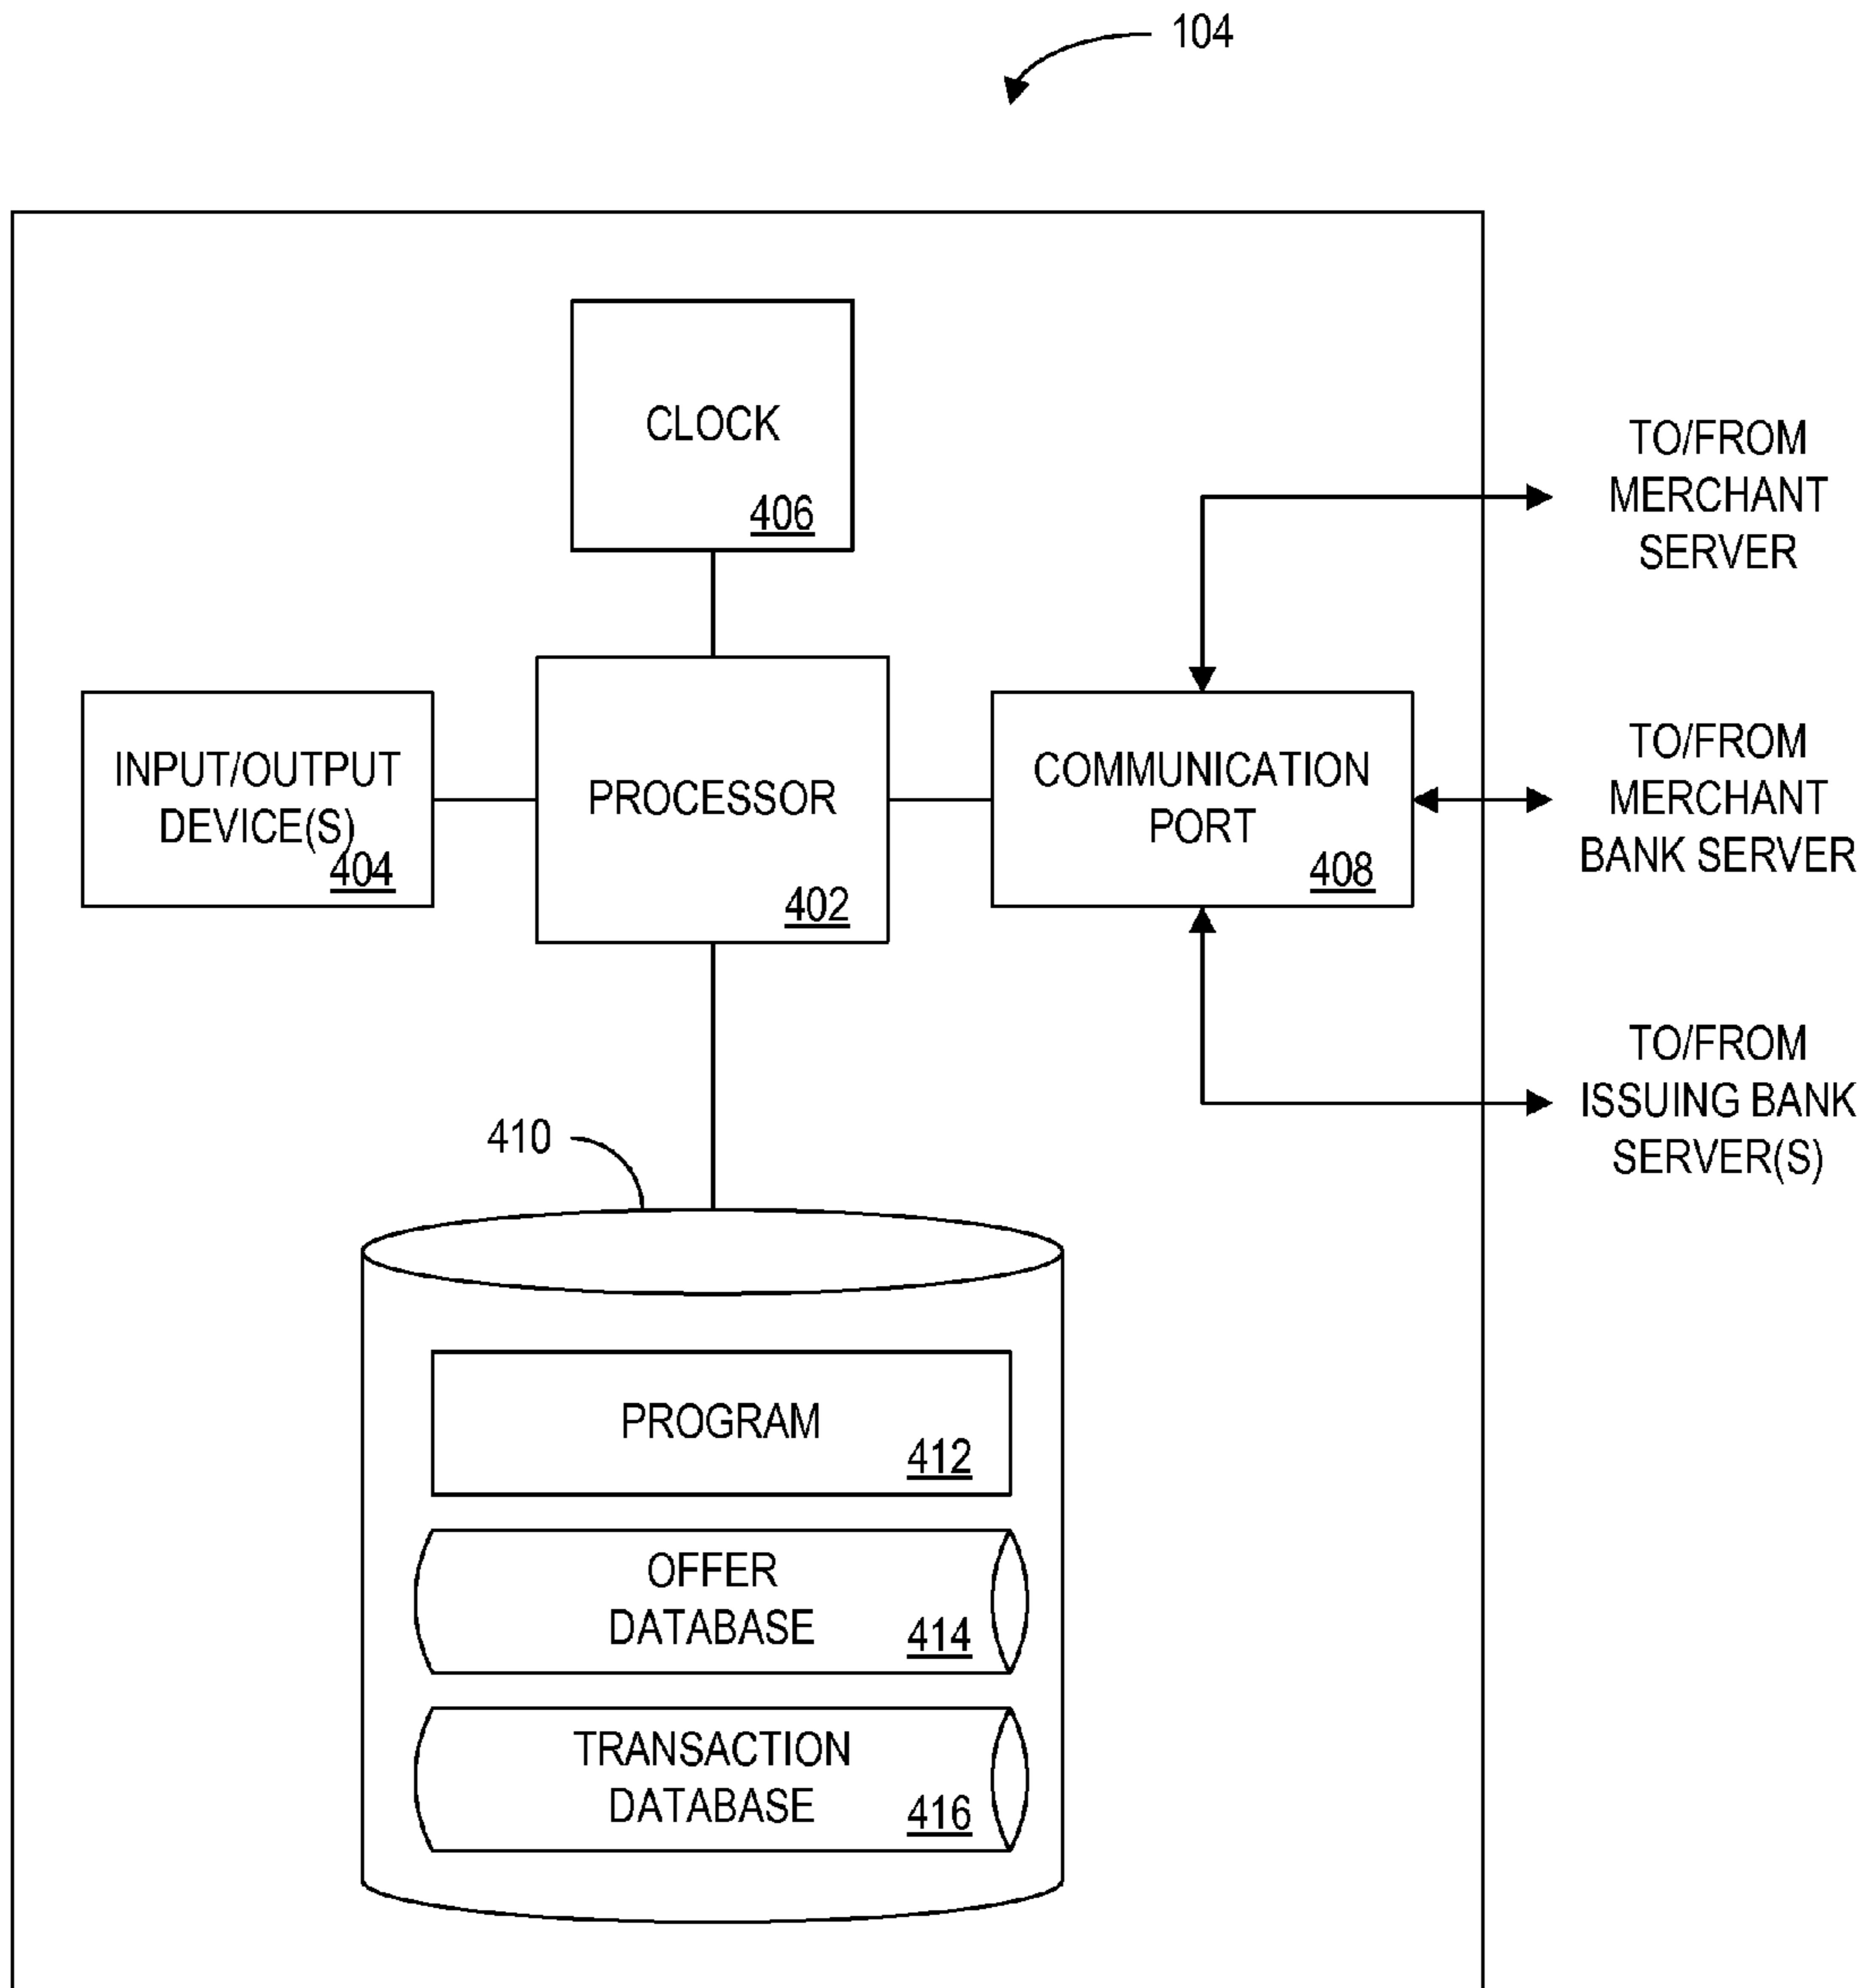 104
CLOCK
406
TO/FROM
MERCHANT
SERVER
INPUT/OUTPUT
DEVICE(S)
404
PROCESSOR
402
COMMUNICATION
PORT
408
TO/FROM
MERCHANT
BANK SERVER
TO/FROM
ISSUING BANK
SERVER(S)
410
PROGRAM
412
OFFER
DATABASE
414
TRANSACTION
DATABASE
416